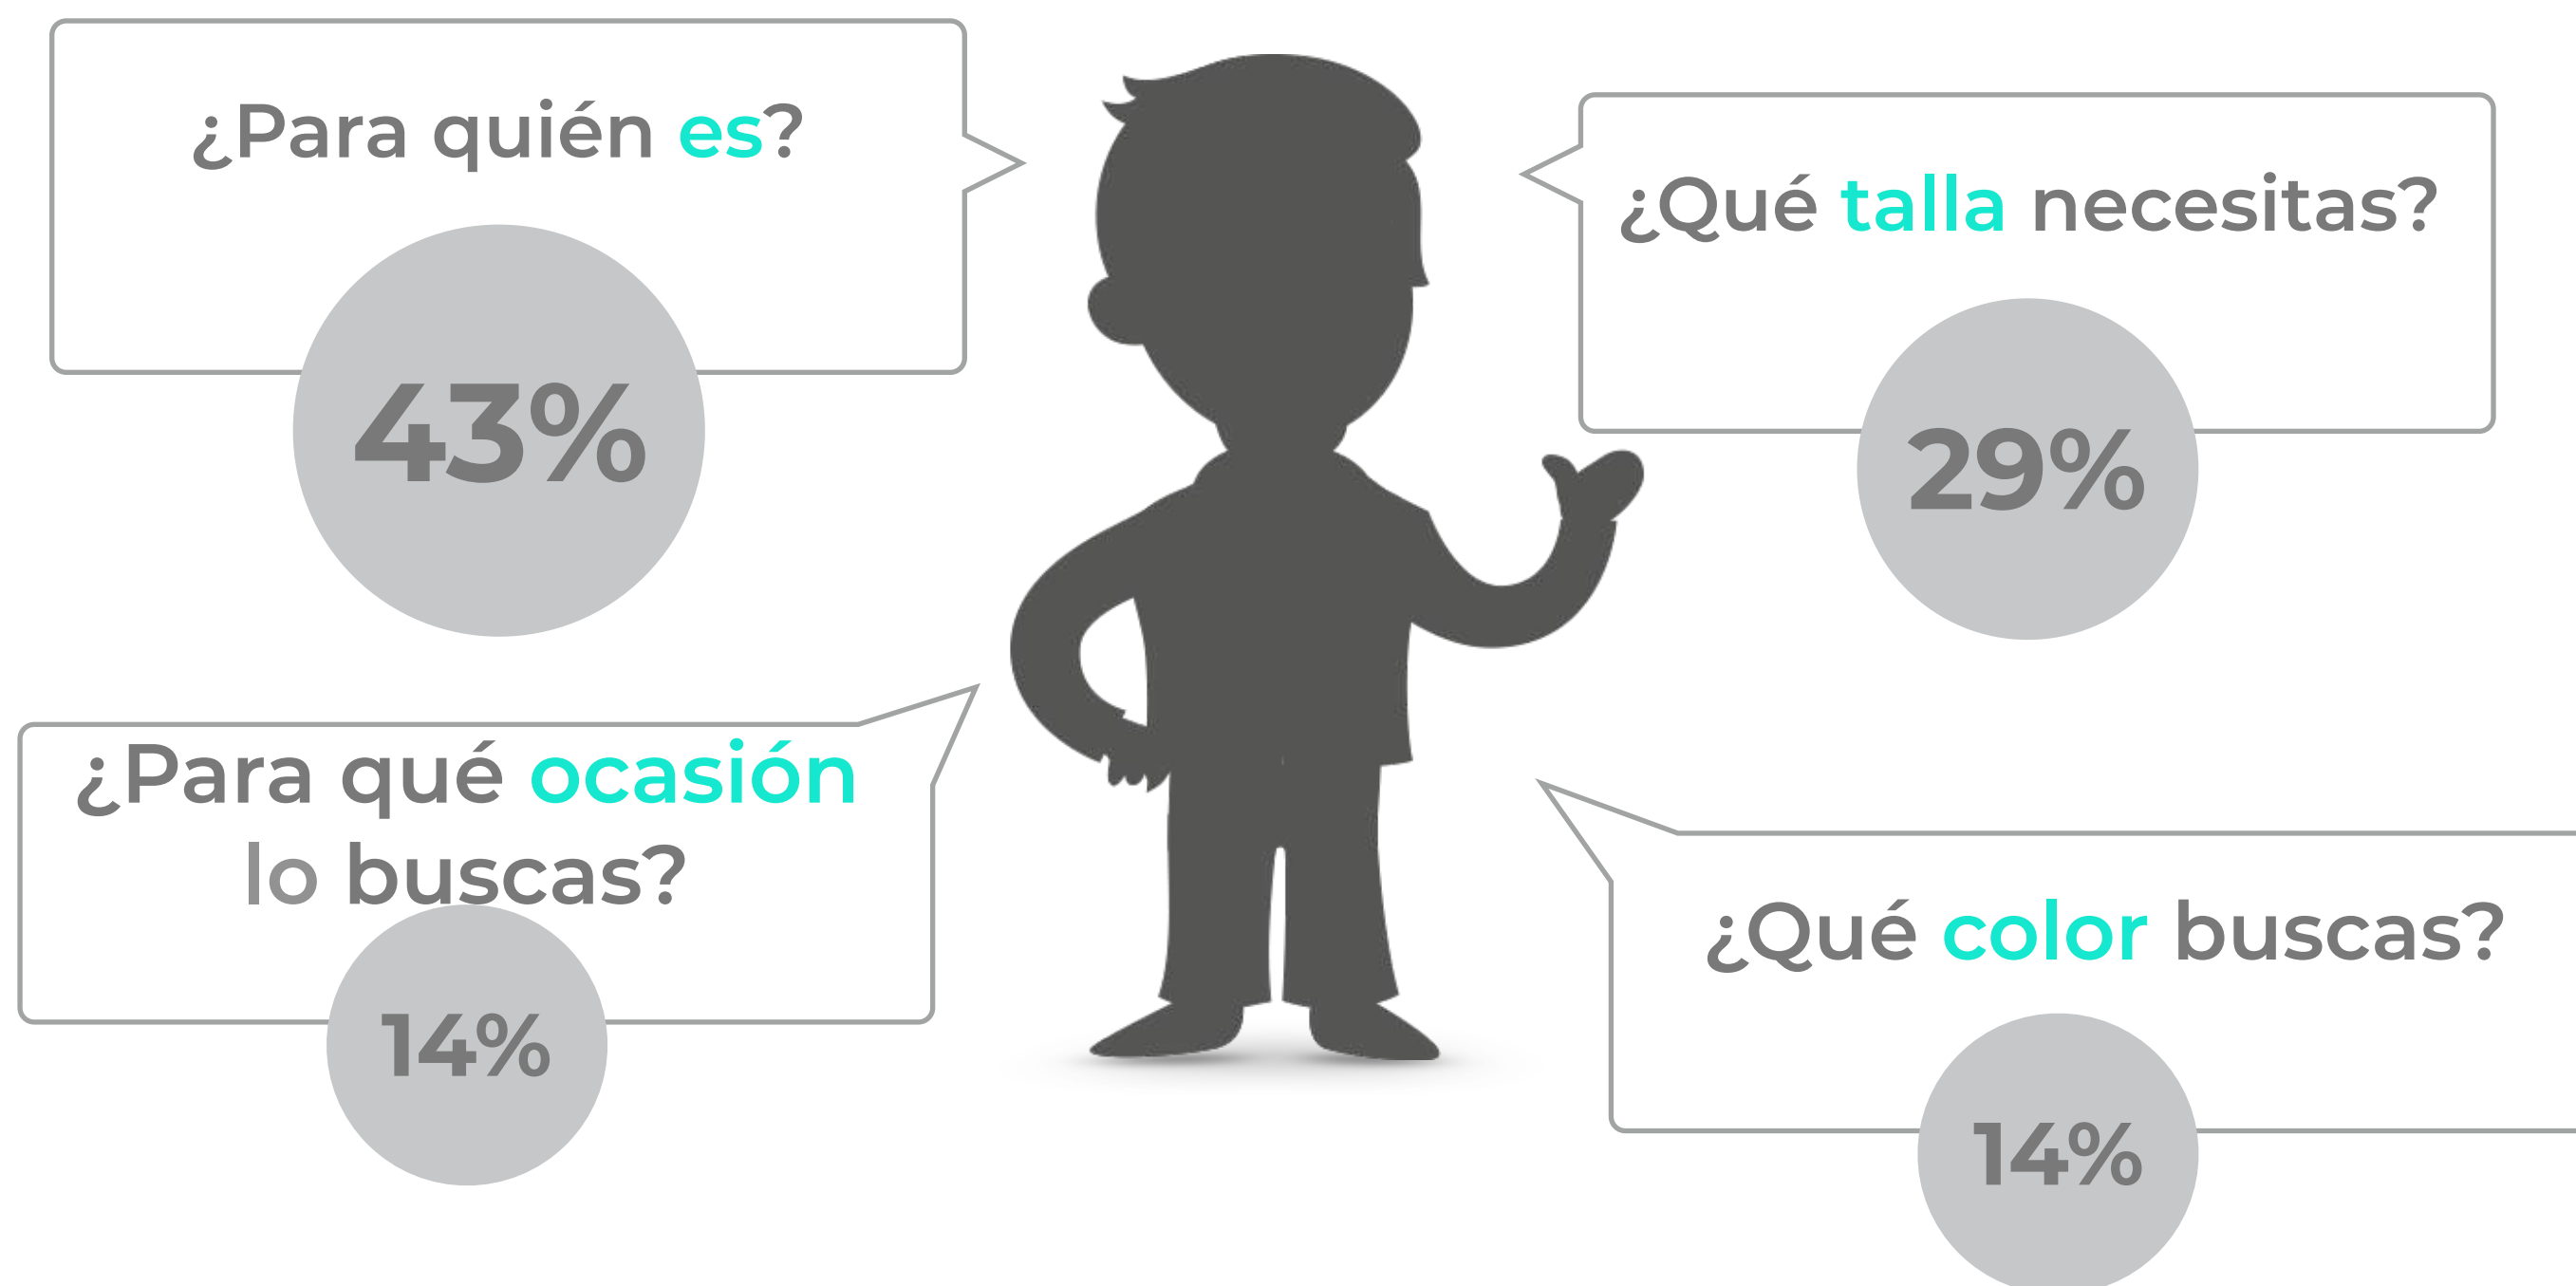 ¿Para quién es?
43%
¿Qué talla necesitas?
29%
¿Para qué ocasión
lo buscas?
14%
¿Qué color buscas?
14%